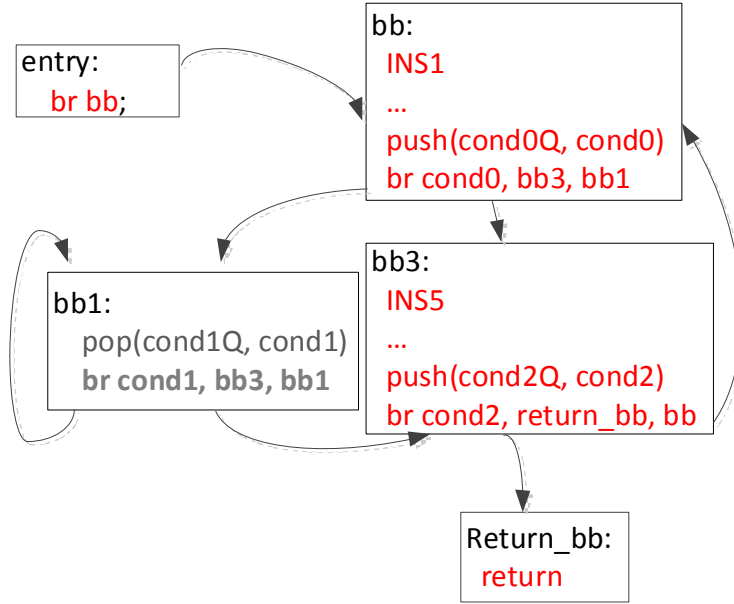 entry:
br bb;
bb:
INS1
...
push(cond0Q, cond0)
br cond0, bb3, bb1
bb1:
pop(cond1Q, cond1)
br cond1, bb3, bb1
bb3:
INS5
...
push(cond2Q, cond2)
br cond2, return_bb, bb
Return_bb:
return